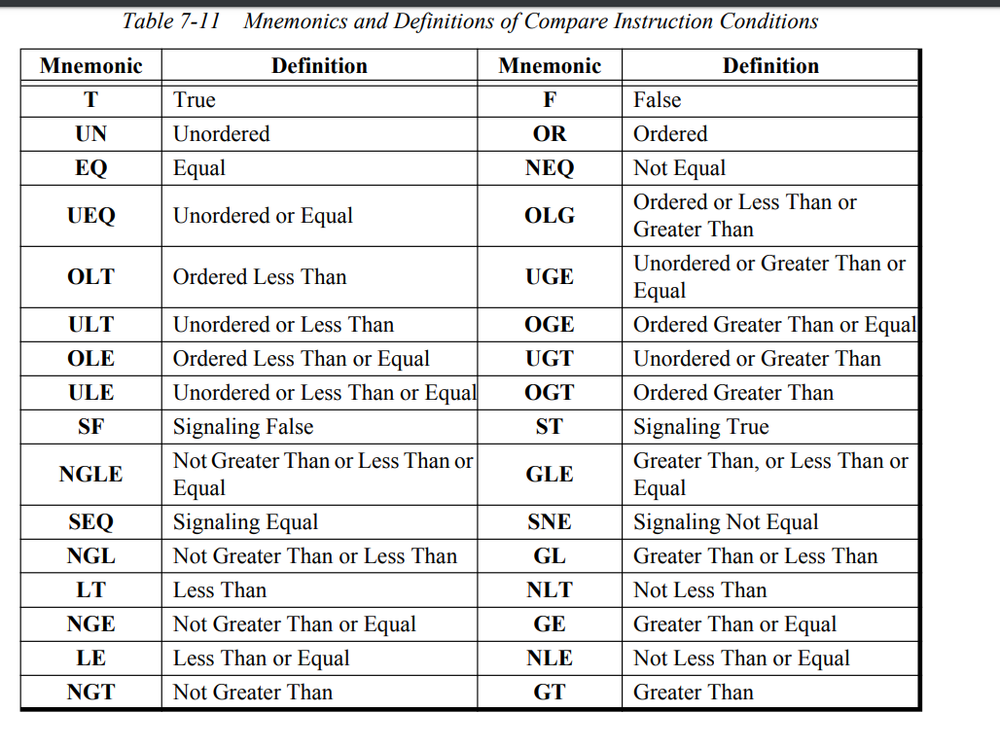 Table 7-11 Mnemonics and Definitions of Compare Instruction Conditions
Mnemonic Definition Mnemonic Definition
T True F False
UN Unordered OR Ordered
EQ Equal NEQ Not Equal
UEQ Unordered or Equal OLG Ordered or Less Than or
Greater Than
OLT Ordered Less Than UGE Unordered or Greater Than or
Equal
ULT Unordered or Less Than OGE Ordered Greater Than or Equal
OLE Ordered Less Than or Equal UGT Unordered or Greater Than
ULE Unordered or Less Than or Equal OGT Ordered Greater Than
SF Signaling False ST Signaling True
NGLE Not Greater Than or Less Than or
Equal GLE Greater Than, or Less Than or
Equal
SEQ Signaling Equal SNE Signaling Not Equal
NGL Not Greater Than or Less Than GL Greater Than or Less Than
LT Less Than NLT Not Less Than
NGE Not Greater Than or Equal GE Greater Than or Equal
LE Less Than or Equal NLE Not Less Than or Equal
NGT Not Greater Than GT Greater Than